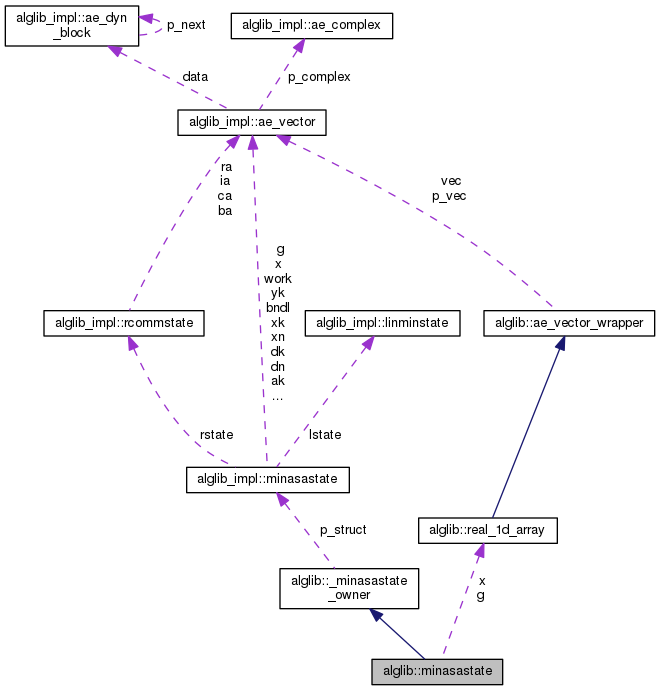 alglib_impl::ae_dyn
_block
p_next
alglib_impl::ae_complex
data
p_complex
alglib_impl::ae_vector
ra
ia
ca
ba
vec
p_vec
g
x
work
yk
bndl
xk
xn
dk
dn
ak
...
alglib_impl::rcommstate
alglib_impl::linminstate
alglib::ae_vector_wrapper
rstate
lstate
alglib_impl::minasastate
p_struct
alglib::real_1d_array
alglib::_minasastate
_owner
x
g
alglib::minasastate